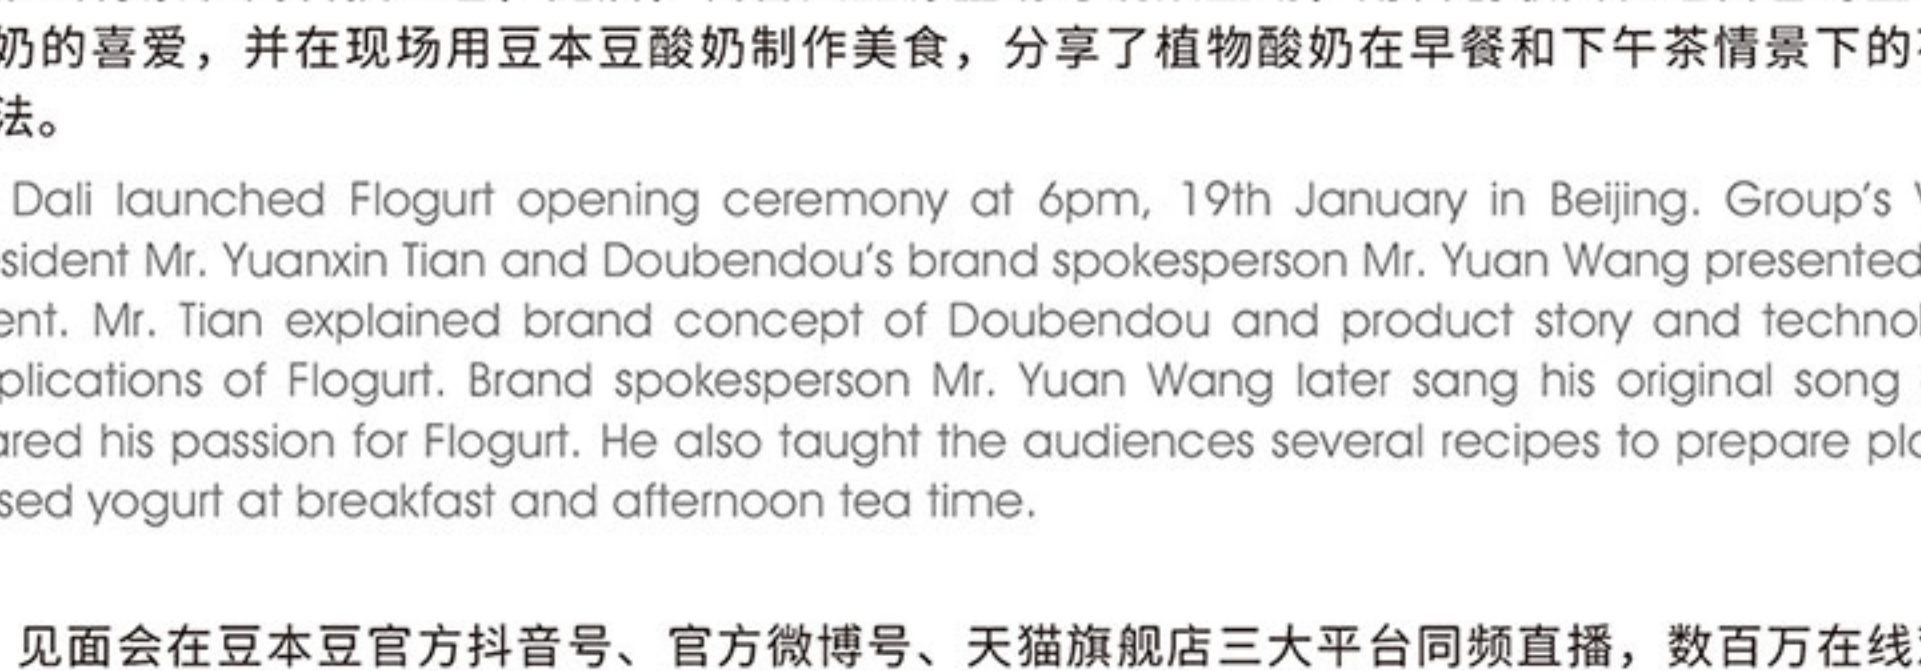 奶的喜爱，并在现场用豆本豆酸奶制作美食，分享了植物酸奶在早餐和下午茶情景下的
法。
Dali launched Flogurt opening ceremony at 6pm, 19th January in Beijing. Group's
sident Mr. Yuanxin Tian and Doubendou's brand spokesperson Mr. Yuan Wang presented
ent. Mr. Tian explained brand concept of Doubendou and product story and technol
plications of Flogurt. Brand spokesperson Mr. Yuan Wang later sang his original song
ared his passion for Flogurt. He also taught the audiences several recipes to prepare pla
sed yogurt at breakfast and afternoon tea time.
见面会在豆本豆官方抖音号、官方微博号、天猫旗舰店三大平台同频直播，数百万在线